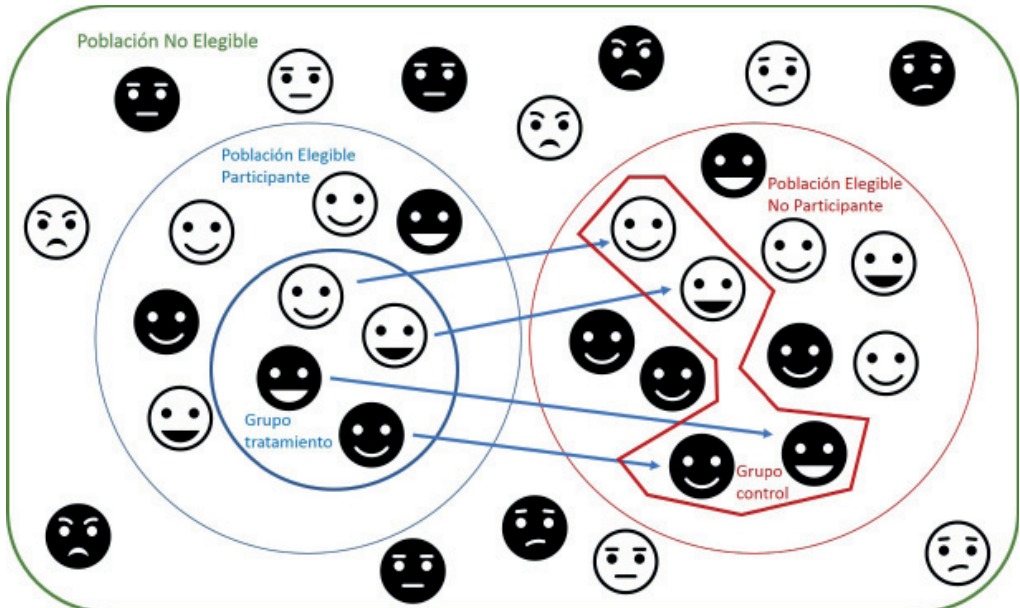 Población No Elegible
Población Elegible
Participante
Población Elegible
No Participante
Grupo
tratamiento
Grupo
control